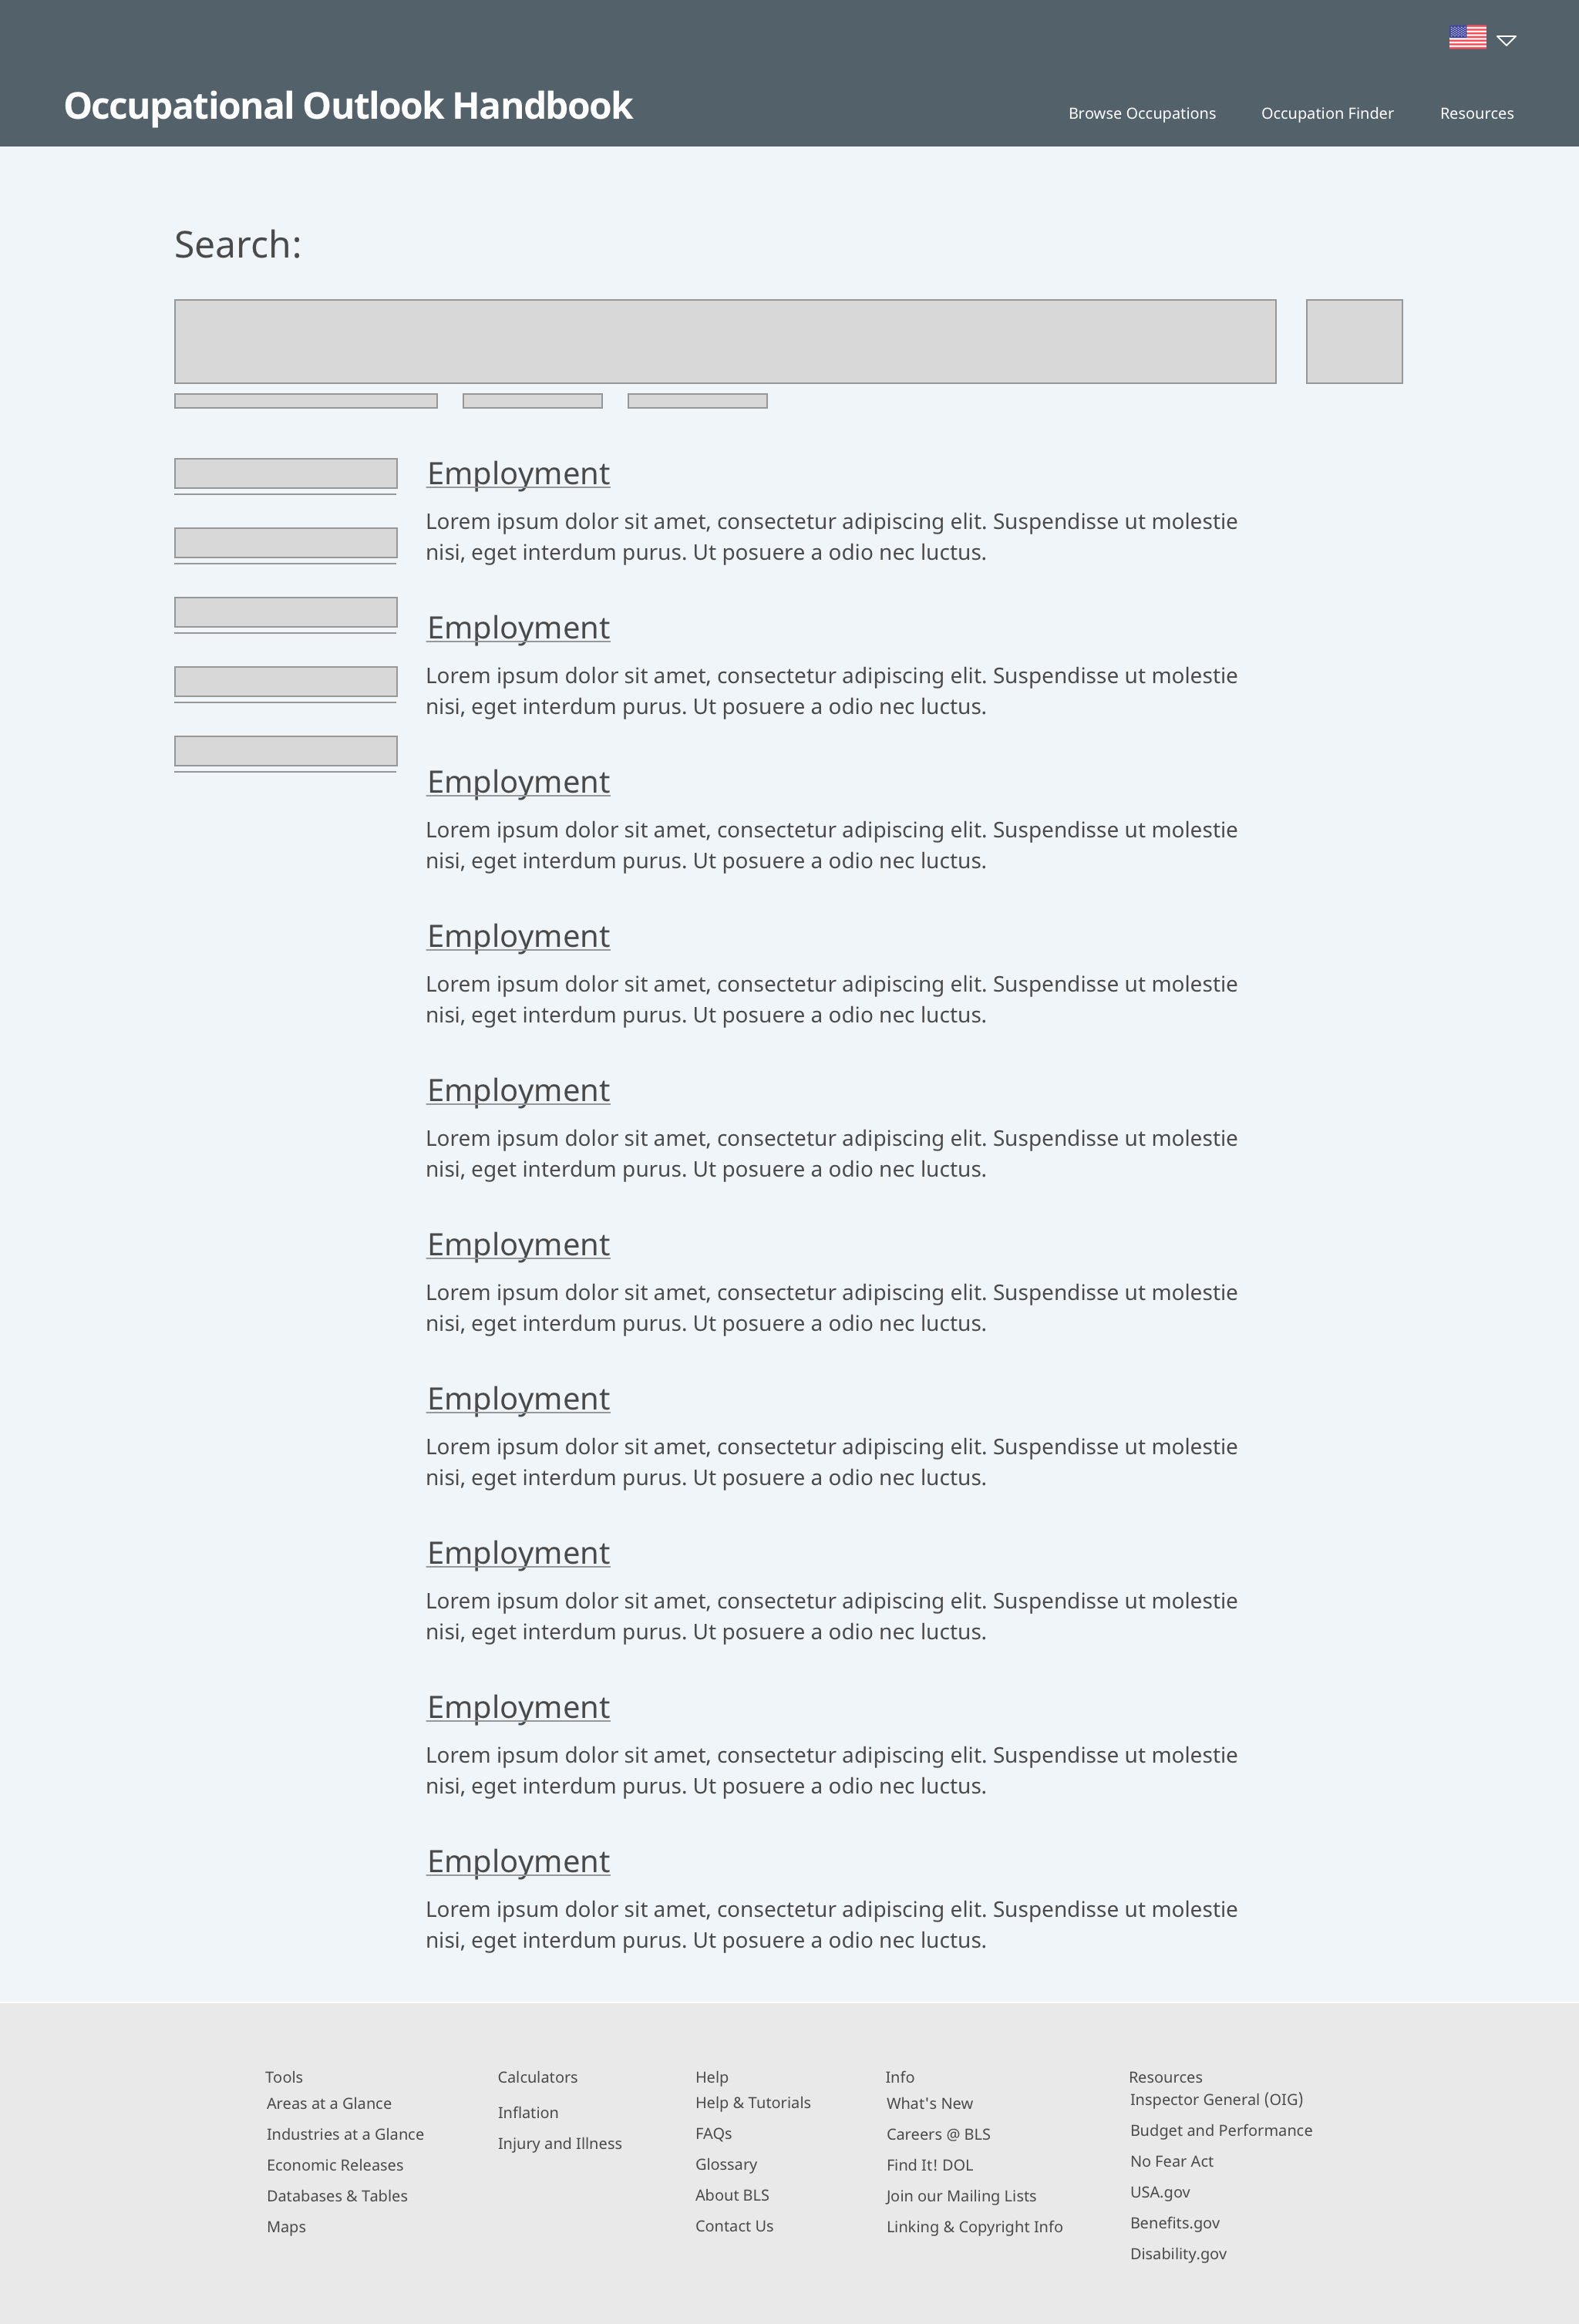 Occupational Outlook Handbook
Browse Occupations
Occupation Finder
Resources
Search:
Employment
Lorem ipsum dolor sit amet, consectetur adipiscing elit. Suspendisse ut molestie
nisi, eget interdum purus. Ut posuere a odio nec luctus.
Employment
Lorem ipsum dolor sit amet, consectetur adipiscing elit. Suspendisse ut molestie
nisi, eget interdum purus. Ut posuere a odio nec luctus.
Employment
Lorem ipsum dolor sit amet, consectetur adipiscing elit. Suspendisse ut molestie
nisi, eget interdum purus. Ut posuere a odio nec luctus.
Employment
Lorem ipsum dolor sit amet, consectetur adipiscing elit. Suspendisse ut molestie
nisi, eget interdum purus. Ut posuere a odio nec luctus.
Employment
Lorem ipsum dolor sit amet, consectetur adipiscing elit. Suspendisse ut molestie
nisi, eget interdum purus. Ut posuere a odio nec luctus.
Employment
Lorem ipsum dolor sit amet, consectetur adipiscing elit. Suspendisse ut molestie
nisi, eget interdum purus. Ut posuere a odio nec luctus.
Employment
Lorem ipsum dolor sit amet, consectetur adipiscing elit. Suspendisse ut molestie
nisi, eget interdum purus. Ut posuere a odio nec luctus.
Employment
Lorem ipsum dolor sit amet, consectetur adipiscing elit. Suspendisse ut molestie
nisi, eget interdum purus. Ut posuere a odio nec luctus.
Employment
Lorem ipsum dolor sit amet, consectetur adipiscing elit. Suspendisse ut molestie
nisi, eget interdum purus. Ut posuere a odio nec luctus.
Employment
Lorem ipsum dolor sit amet, consectetur adipiscing elit. Suspendisse ut molestie
nisi, eget interdum purus. Ut posuere a odio nec luctus.
Tools
Areas at a Glance
Industries at a Glance
Economic Releases
Databases & Tables
Maps
Calculators
Inflation
Injury and Illness
Help
Help & Tutorials
FAQs
Glossary
About BLS
Contact Us
Info
What's New
Careers @ BLS
Find It! DOL
Join our Mailing Lists
Linking & Copyright Info
Resources
Inspector General (OIG)
Budget and Performance
No Fear Act
USA.gov
Benefits.gov
Disability.gov